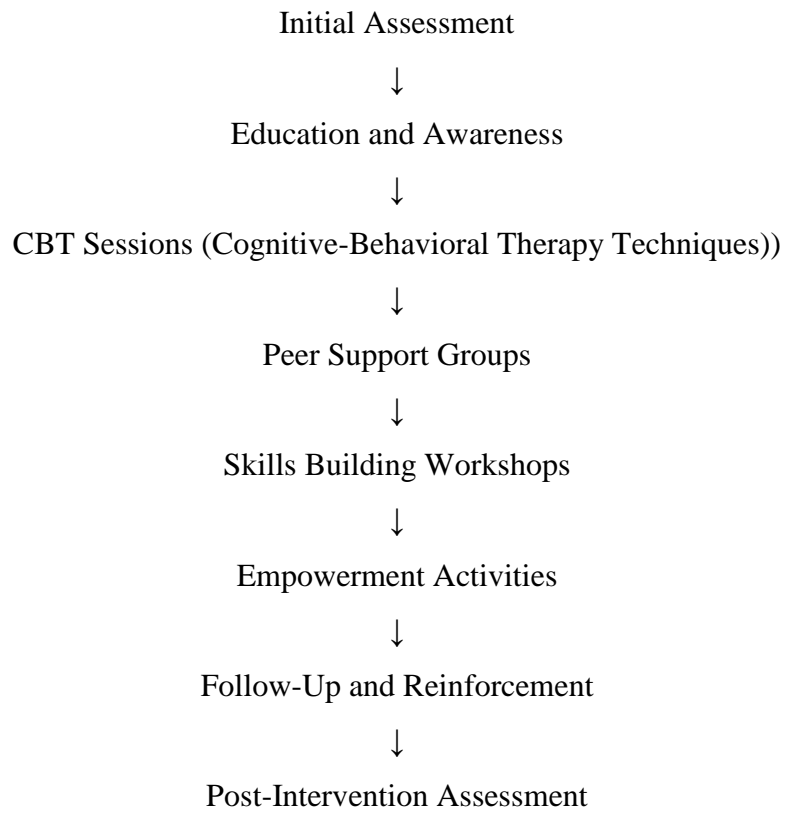 Initial Assessment
↓
Education and Awareness
↓
CBT Sessions (Cognitive-Behavioral Therapy Techniques))
↓
Peer Support Groups
↓
Skills Building Workshops
↓
Empowerment Activities
↓
Follow-Up and Reinforcement
↓
Post-Intervention Assessment